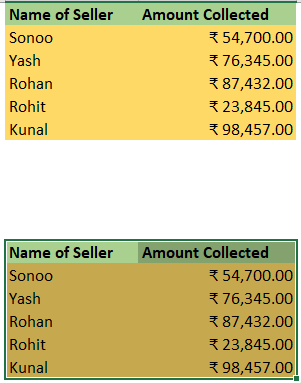 Name of Seller Amount Collected
Sonoo ₹ 54,700.00
Yash ₹ 76,345.00
Rohan ₹ 87,432.00
Rohit ₹ 23,845.00
Kunal ₹ 98,457.00
Name of Seller Amount Collected
Sonoo ₹ 54,700.00
Yash ₹ 76,345.00
Rohan ₹ 87,432.00
Rohit ₹ 23,845.00
Kunal ₹ 98,457.00